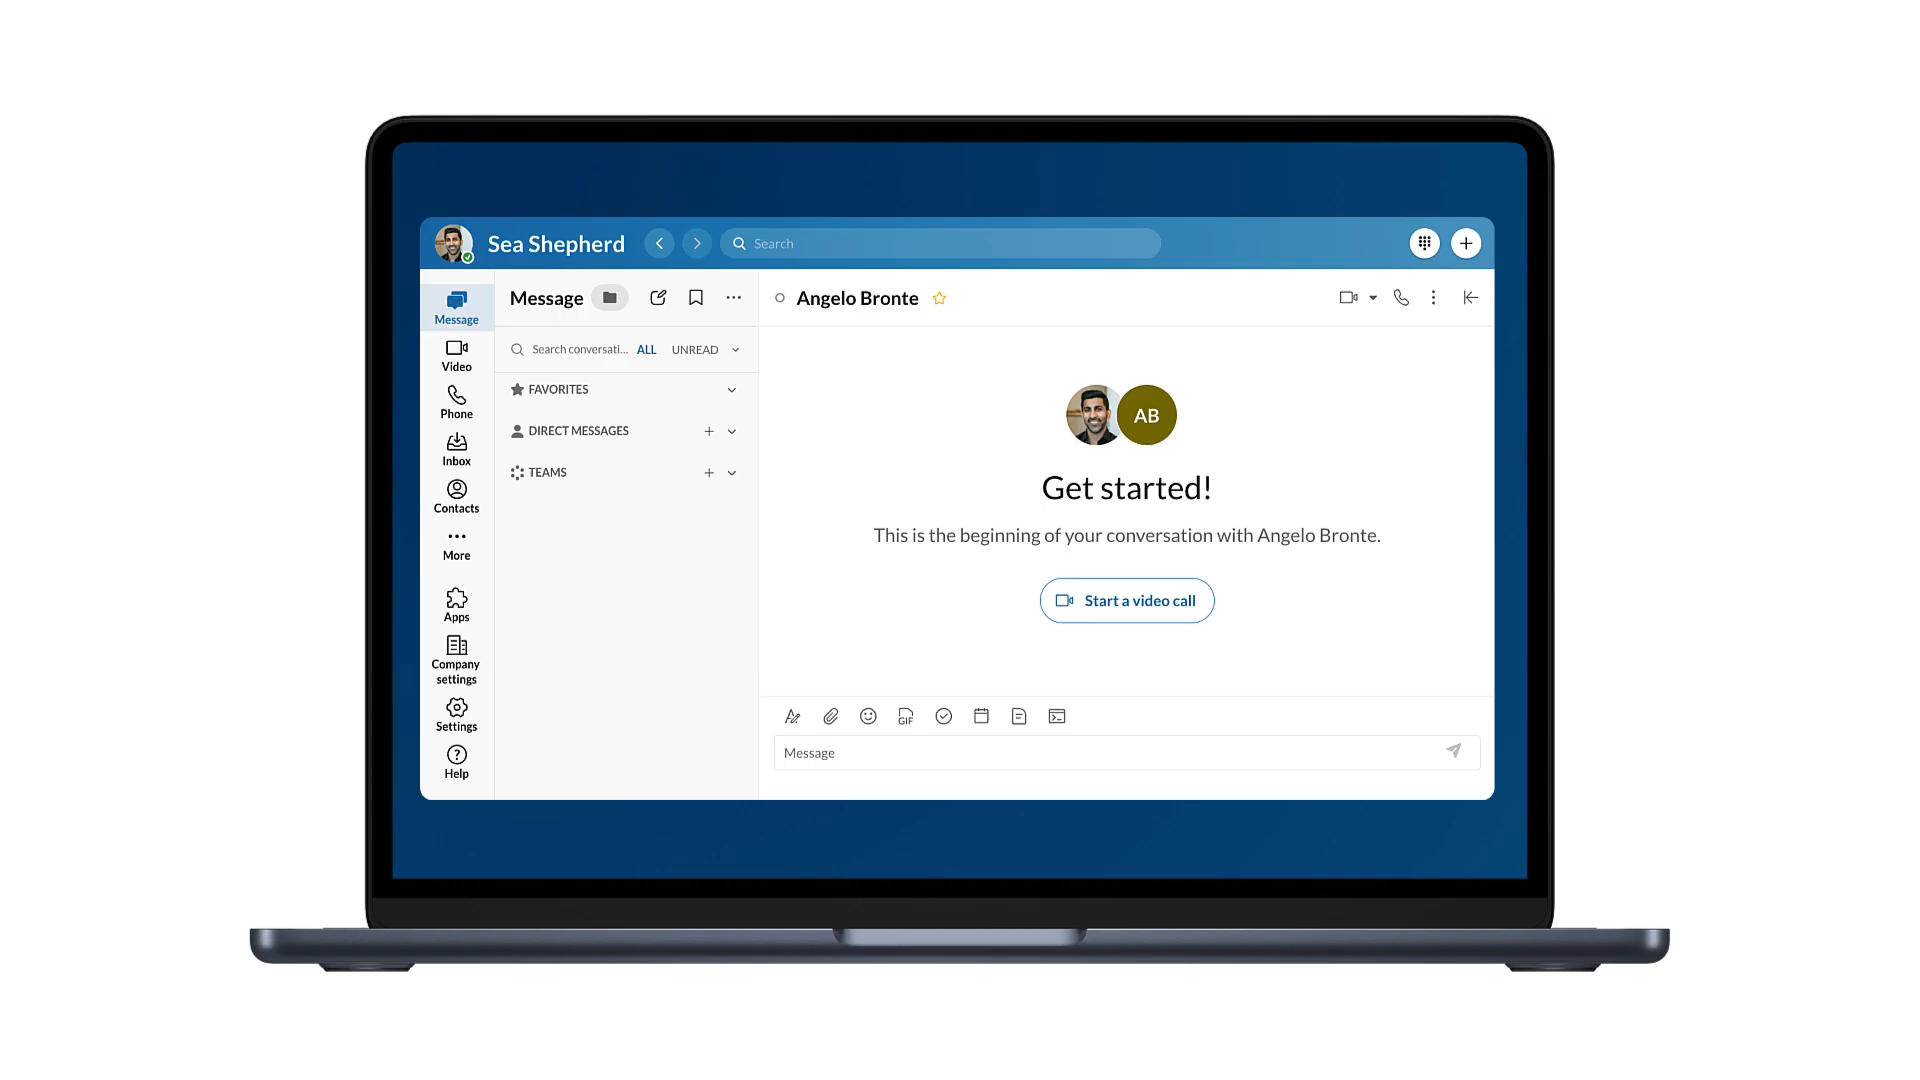 Sea Shepherd
Search
Message
Video
Phone
Inbox
Contacts
More
Apps
Company
settings
Settings
Help
Message
Search conversati... ALL UNREAD
FAVORITES
DIRECT MESSAGES
TEAMS
Angelo Bronte
AB
Get started!
This is the beginning of your conversation with Angelo Bronte.
Start a video call
GIF
Message